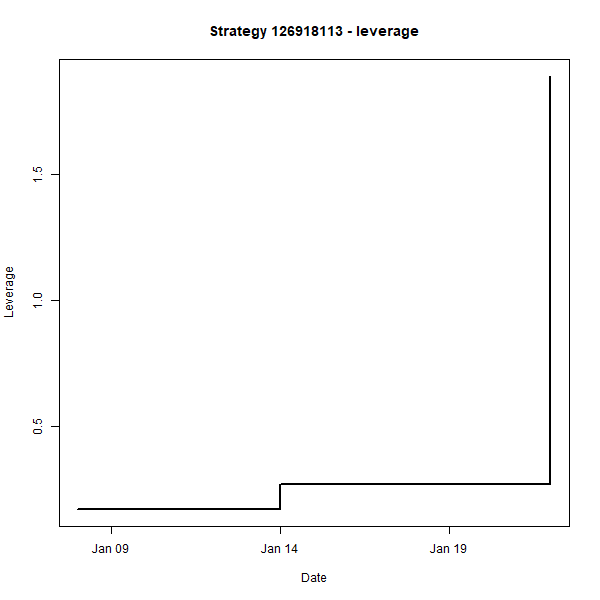 Strategy 126918113 - leverage
Leverage
1.5
1.0
0.5
Jan 09
Jan 14
Jan 19
Date